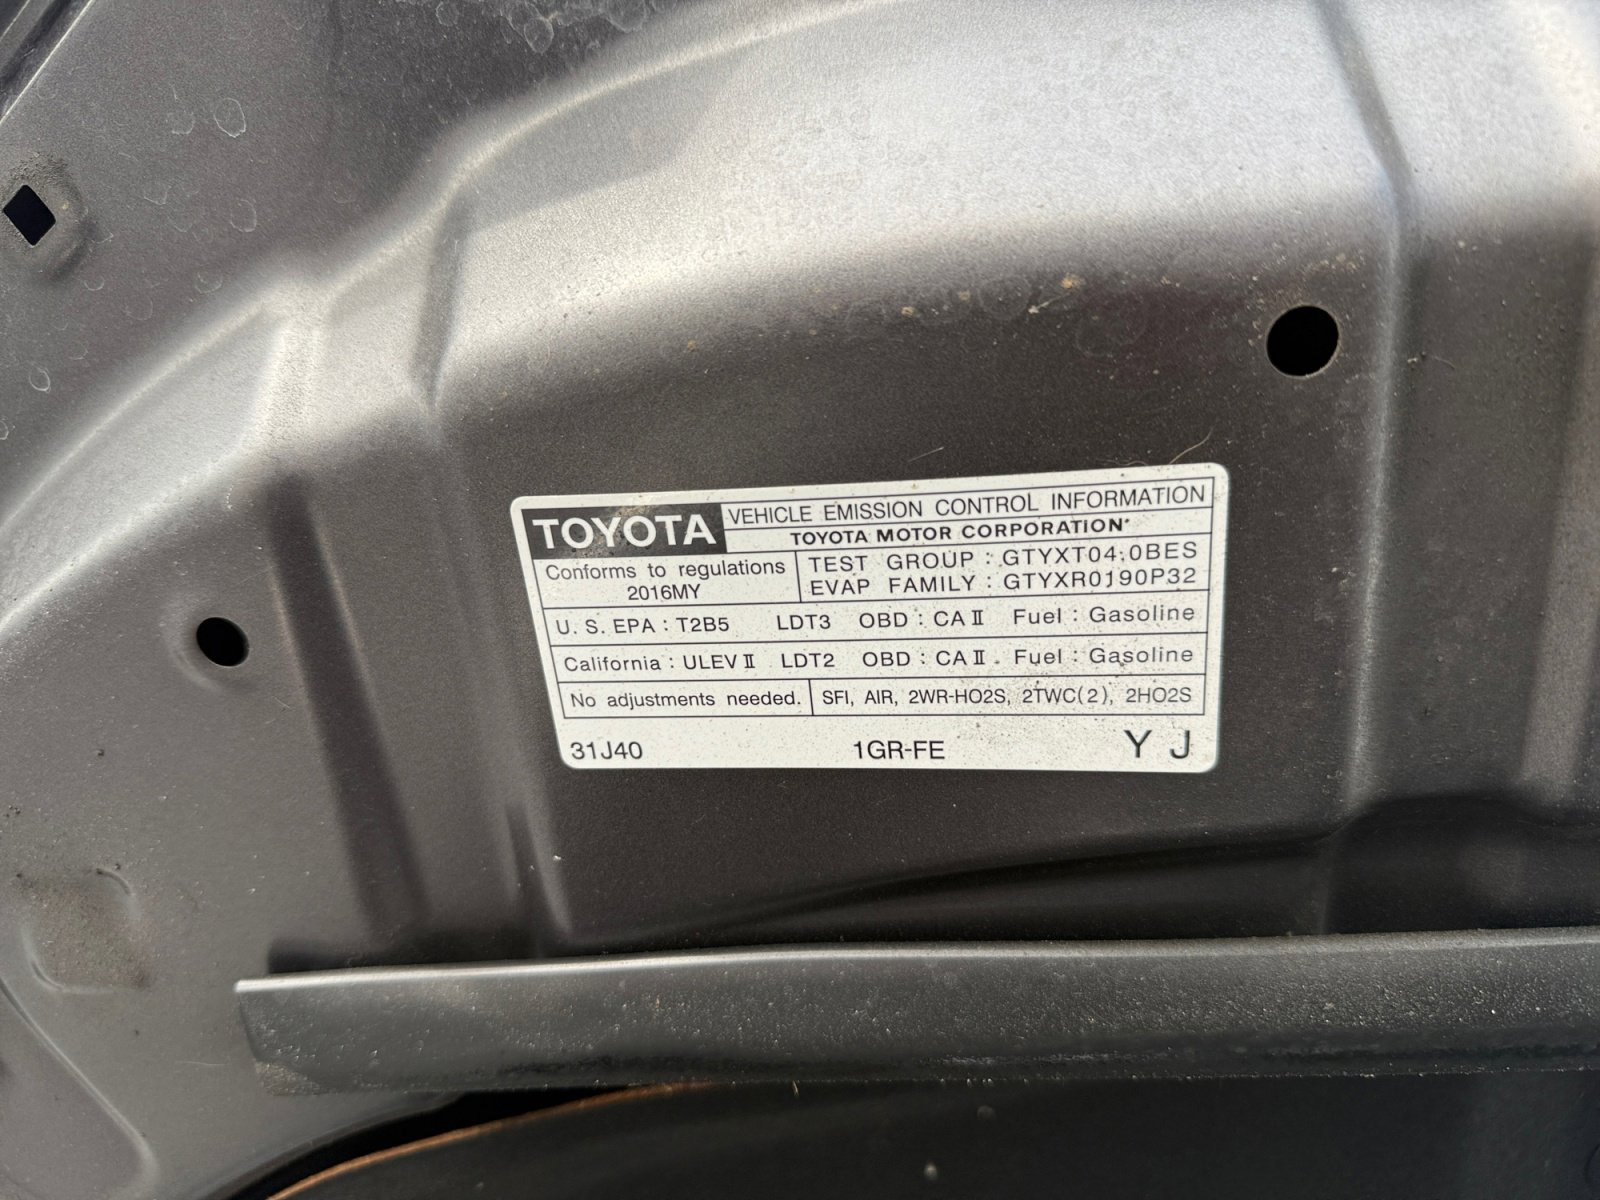 TOYOTA VEHICLE EMISSION CONTROL INFORMATION
TOYOTA MOTOR CORPORATION*
Conforms to regulations
2016MY
TEST GROUP : GTYXT04.0BES
EVAP FAMILY : GTYXR0190P32
U. S. EPA : T2B5 LDT3 OBD : CA II Fuel : Gasoline
California : ULEV II LDT2 OBD : CA II . Fuel : Gasoline
No adjustments needed. SFI, AIR, 2WR-HO2S, 2TWC(2), 2HO2S
31J40 1GR-FE Y J